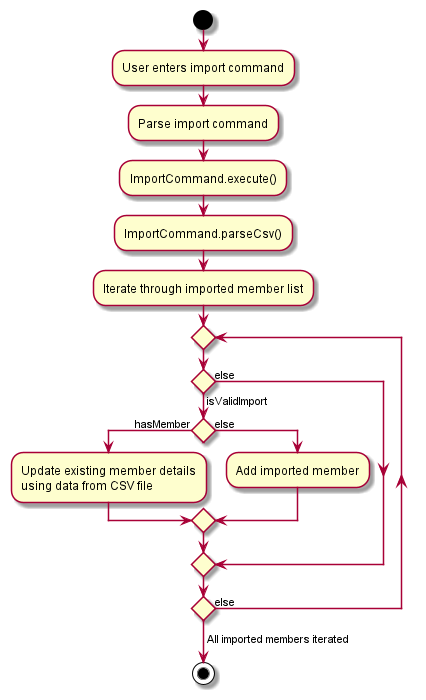 User enters import command
Parse import command
ImportCommand.execute()
ImportCommand.parseCsv()
Iterate through imported member list
else
isValidImport
hasMember
else
Update existing member details
using data from CSV file
Add imported member
else
All imported members iterated